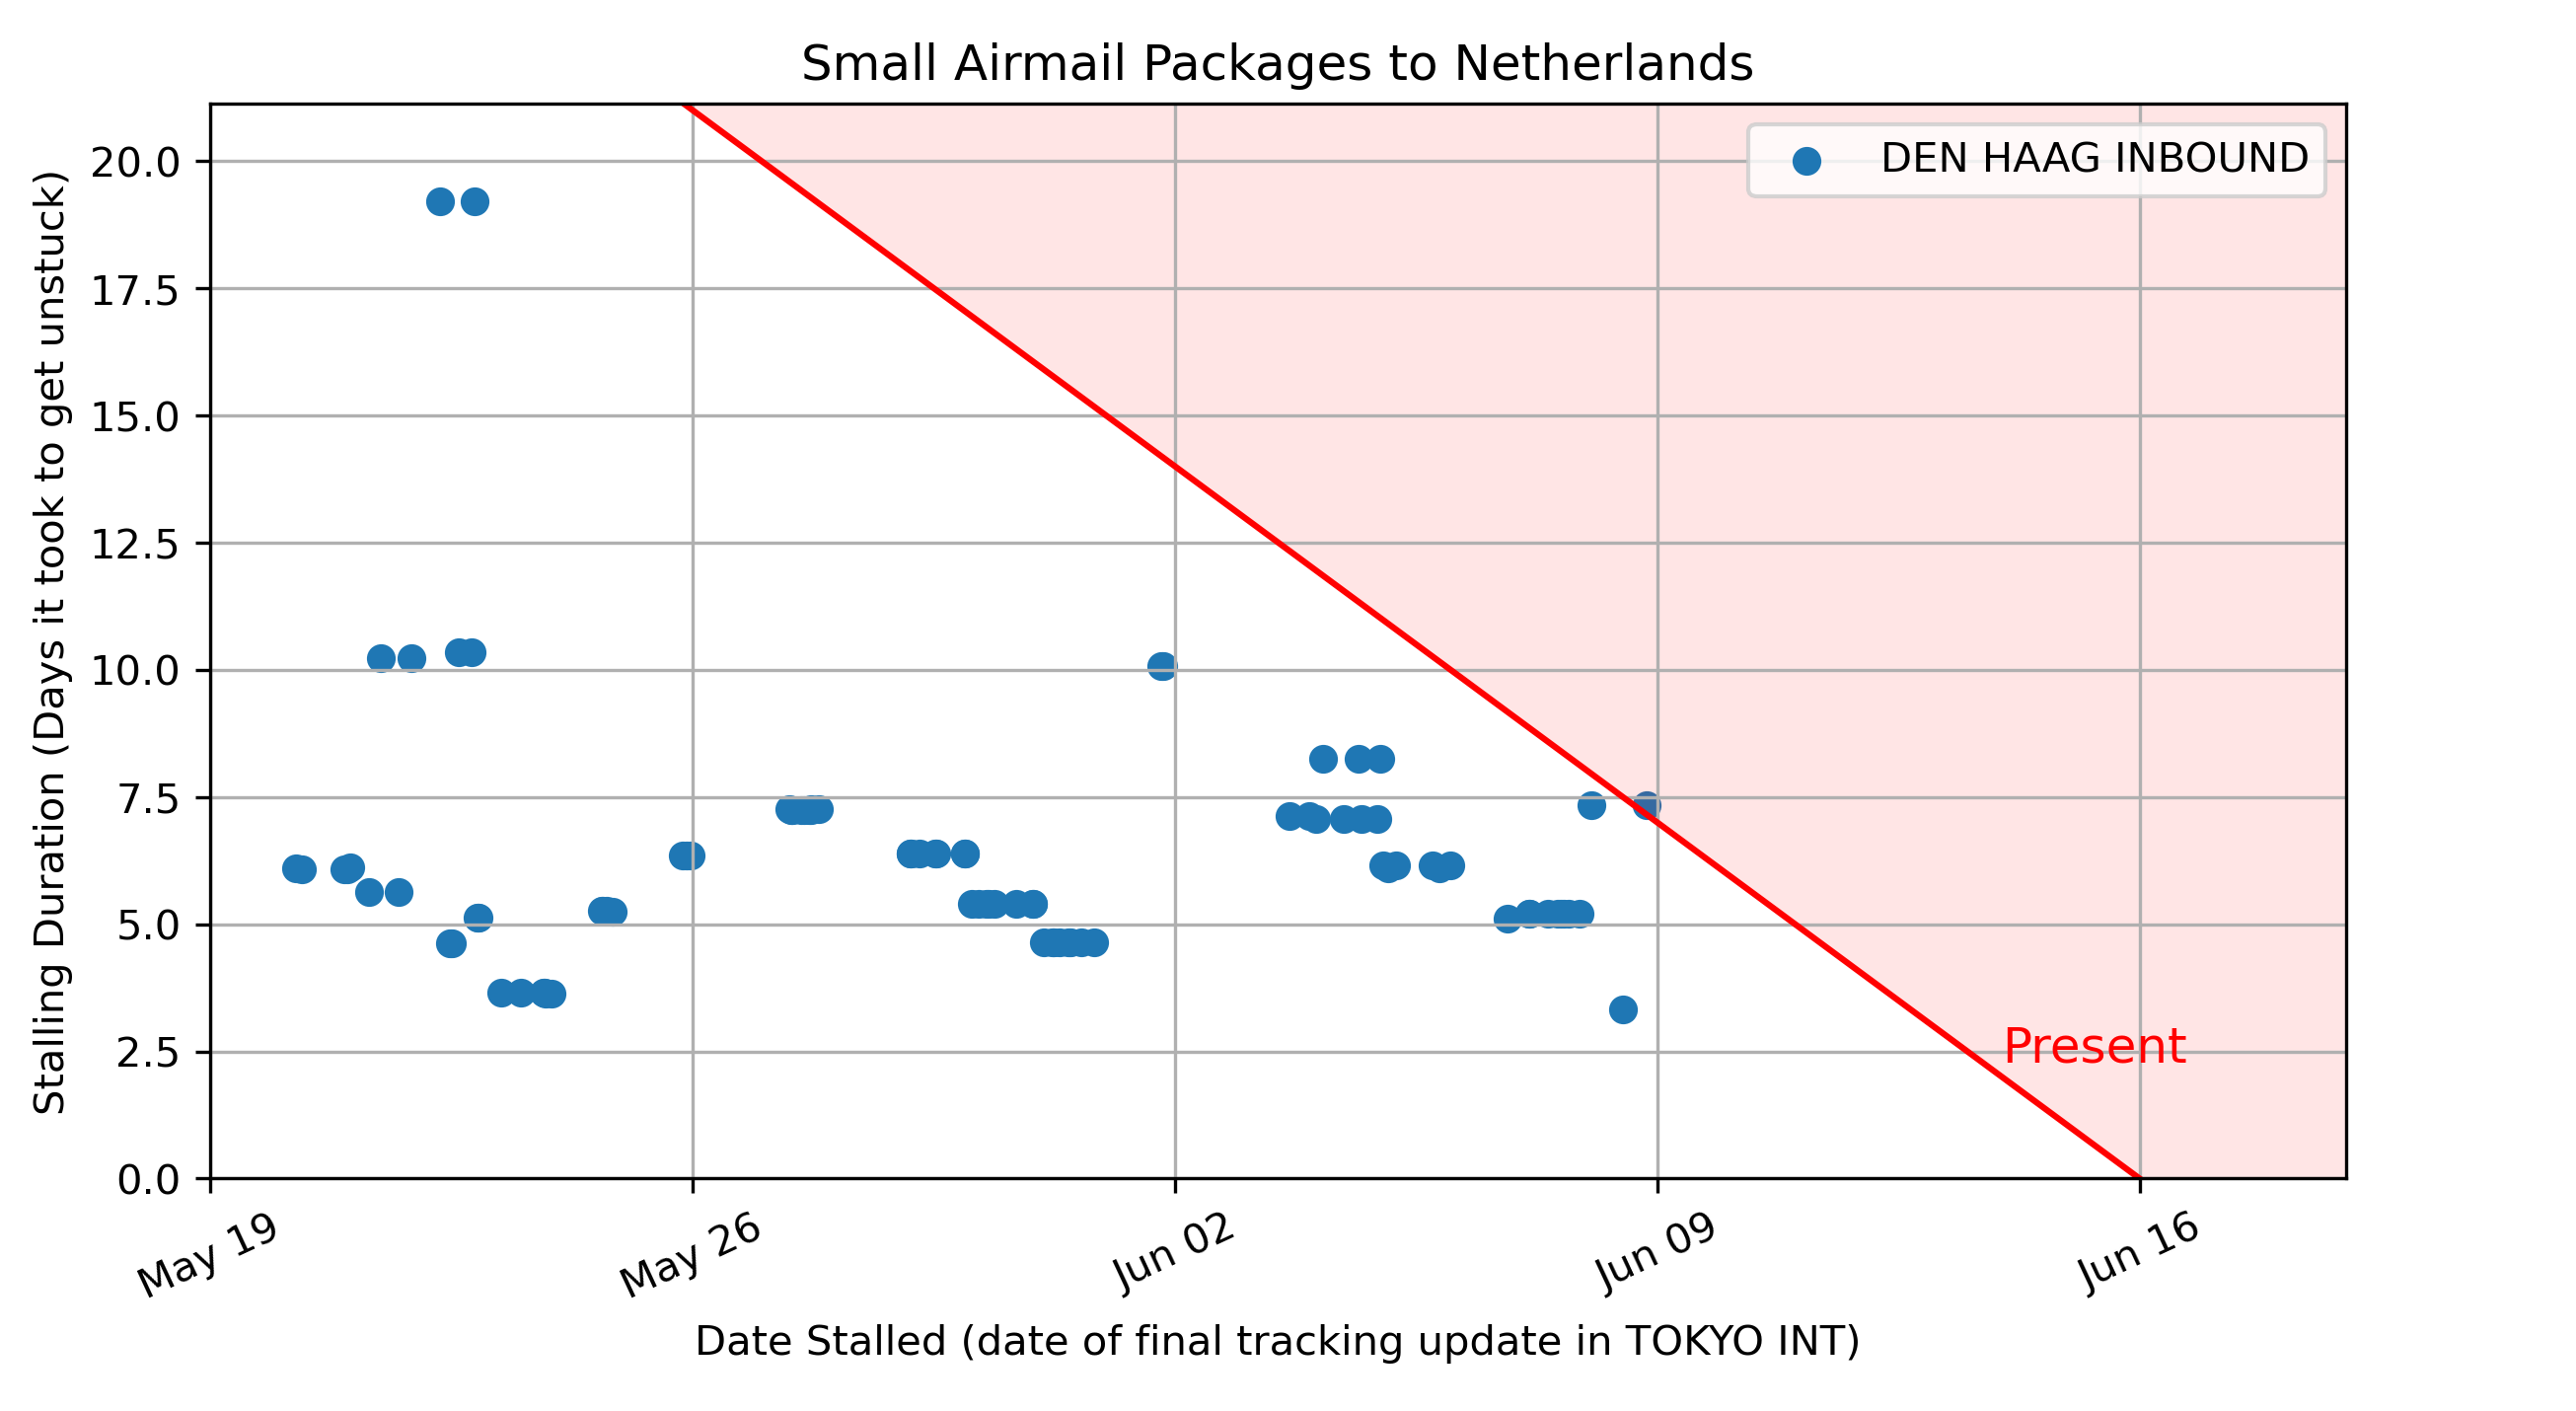 Small Airmail Packages to Netherlands
DEN HAAG INBOUND
Stalling Duration (Days it took to get unstuck)
20.0
17.5
15.0
12.5
10.0
7.5
5.0
2.5
0.0
Present
May 19
May 26
Jun 02
Jun 09
Jun 16
Date Stalled (date of final tracking update in TOKYO INT)